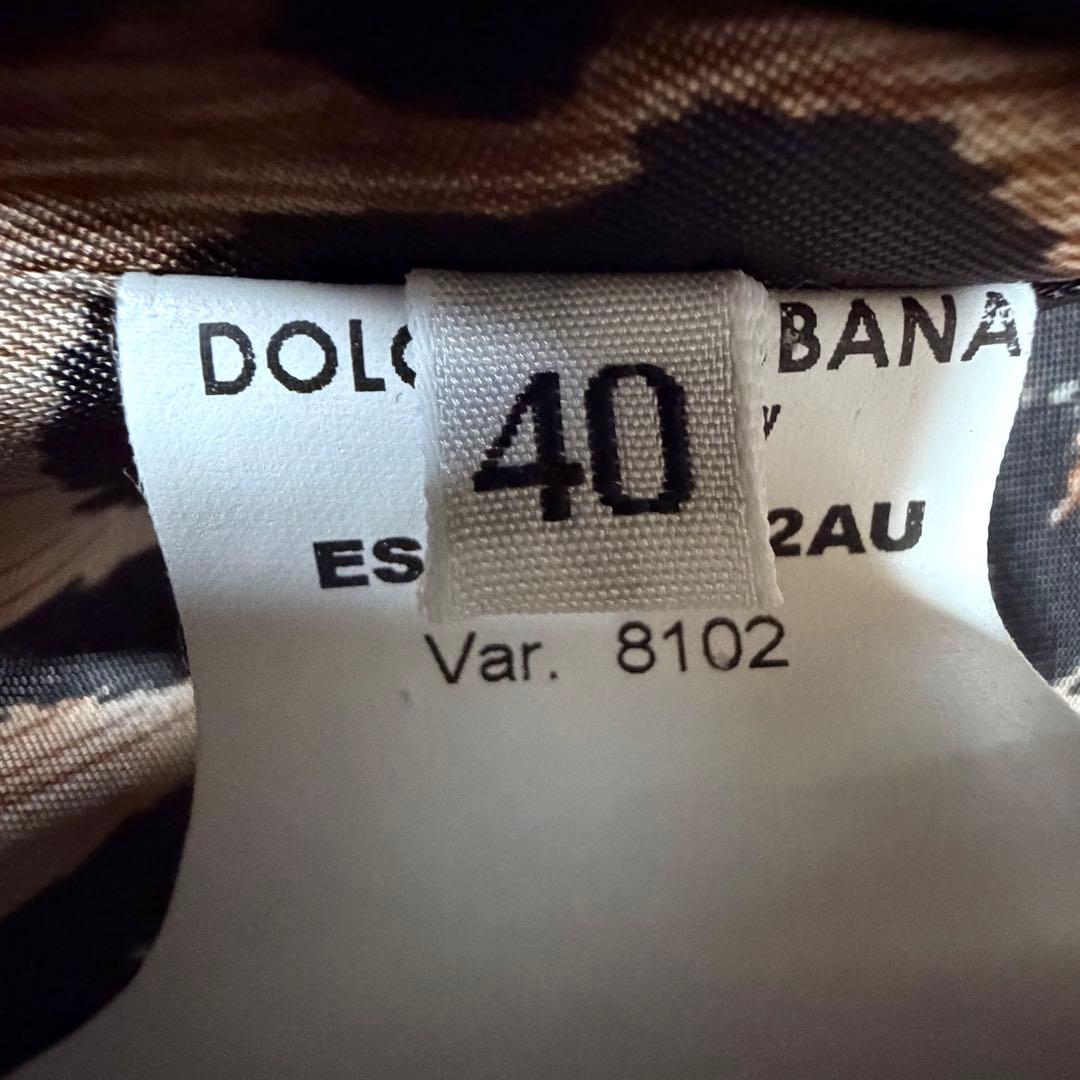 DOLC BANA
40
ES 2AU
Var. 8102